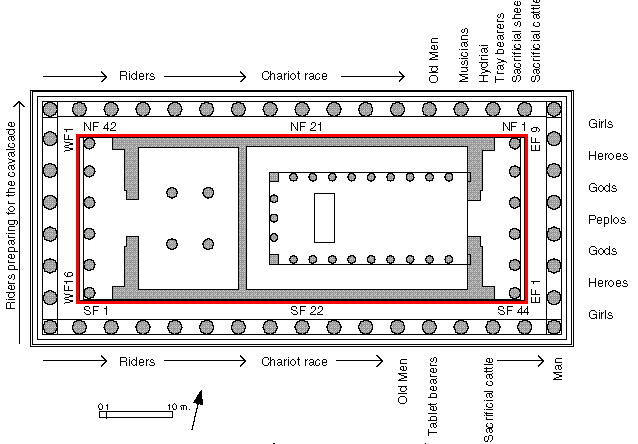 Old Men
Musicians
Hydriai
Tray bearers
Sacrificial shee
Sacrificial cattle
Riders
Chariot race
Riders preparing for the cavalcade
WF1
NF 42
NF 21
NF 1
EF 9
Girls
Heroes
Gods
Peplos
Gods
Heroes
Girls
WF16
SF 1
SF 22
SF 44
EF 1
Riders
Chariot race
Old Men
Tablet bearers
Sacrificial cattle
Man
0 1 10 m.